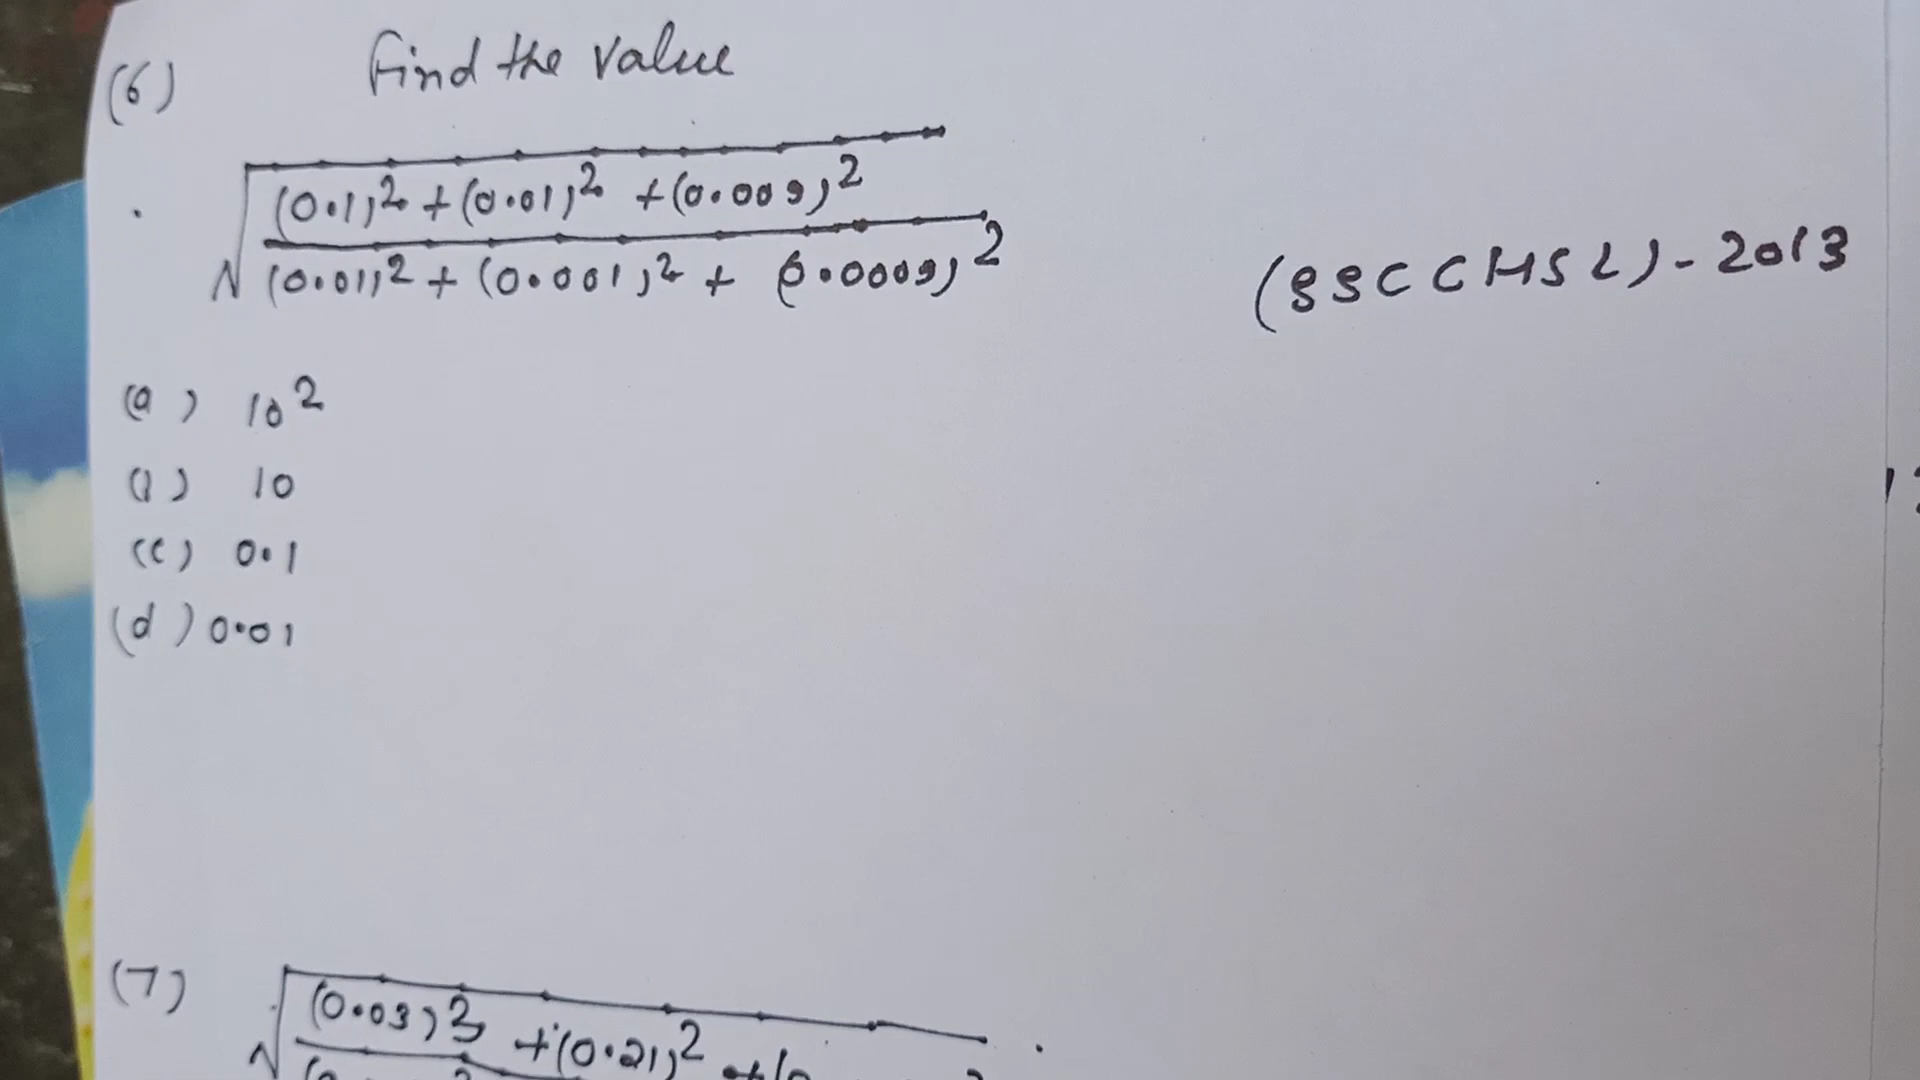 (6) Find the value
√ (0.1)² + (0.01)² + (0.009)²
(0.01)² + (0.001)² + (0.0009)²
(SSC CHSL) - 2013
(a) 10²
() 10
(c) 0.1
(d) 0.01
(7) √ (0.03)² + (0.21)²